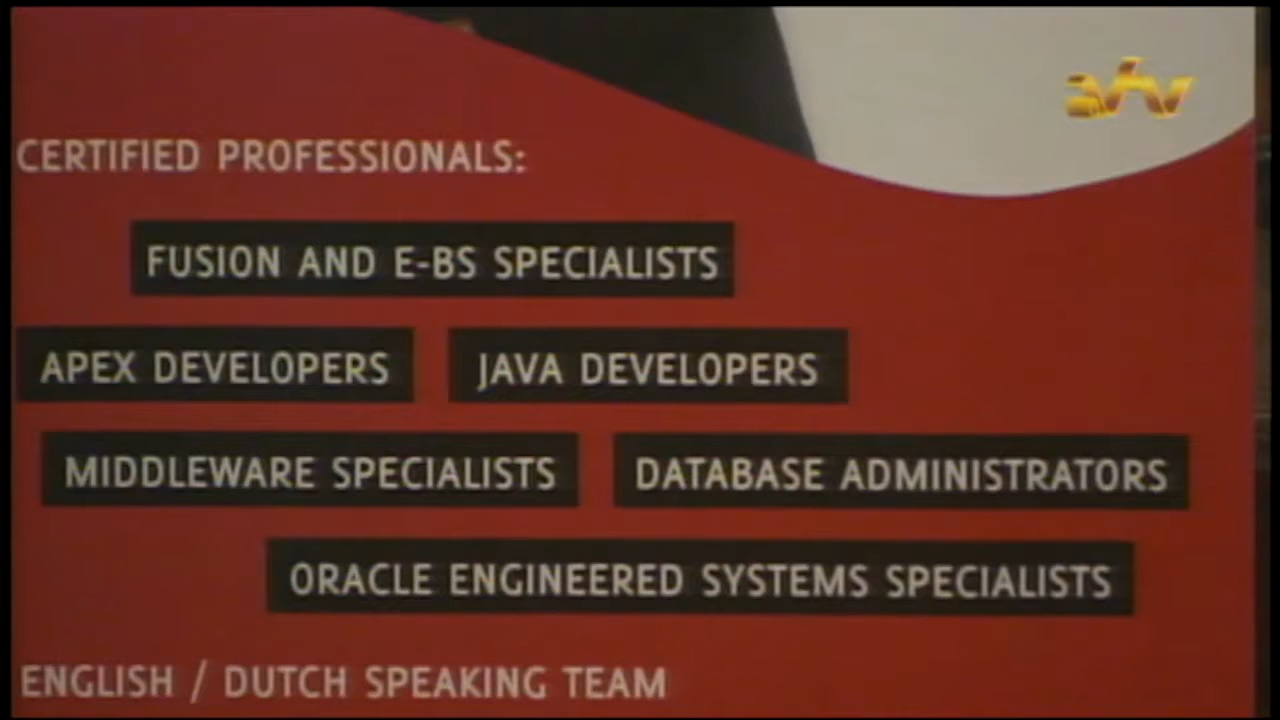 CERTIFIED PROFESSIONALS:
FUSION AND E-BS SPECIALISTS
APEX DEVELOPERS JAVA DEVELOPERS
MIDDLEWARE SPECIALISTS DATABASE ADMINISTRATORS
ORACLE ENGINEERED SYSTEMS SPECIALISTS
ENGLISH / DUTCH SPEAKING TEAM